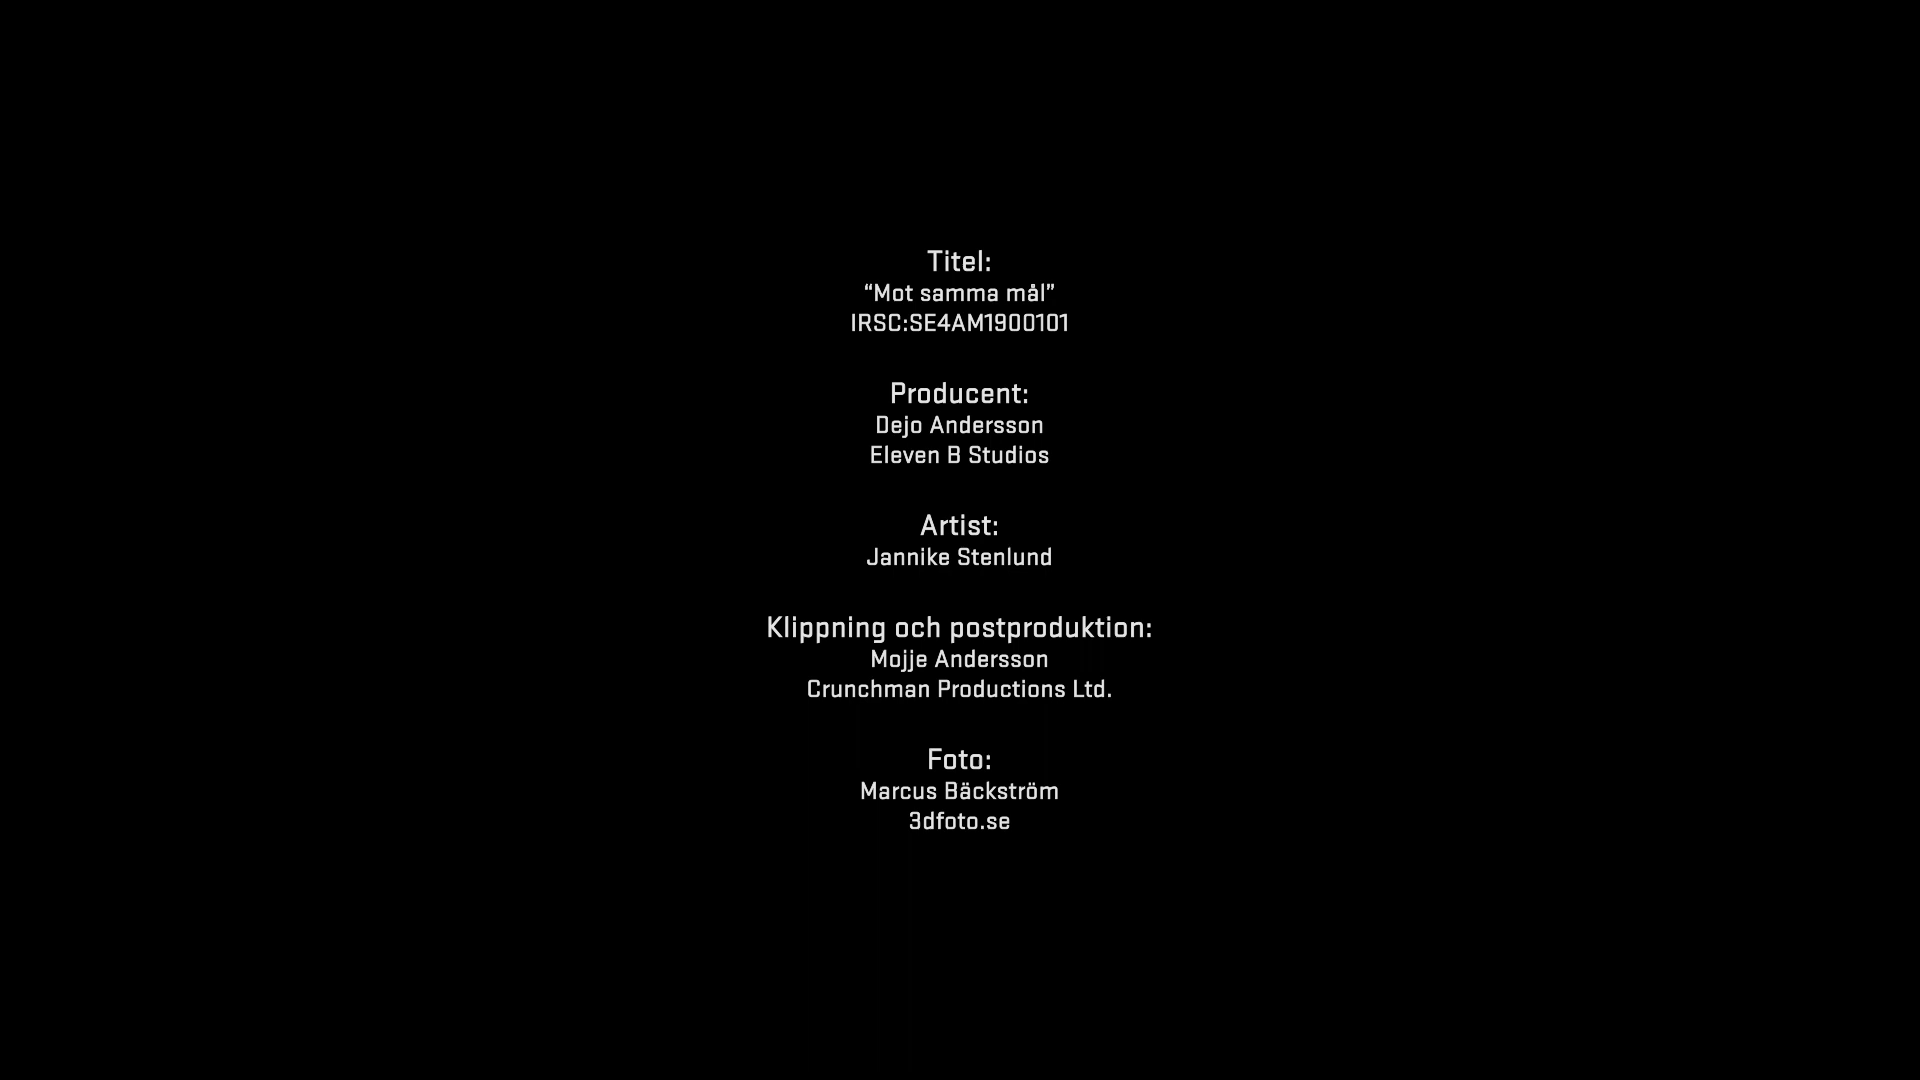 Titel:
“Mot samma mål”
IRSC:SE4AM1900101
Producent:
Dejo Andersson
Eleven B Studios
Artist:
Jannike Stenlund
Klippning och postproduktion:
Mojje Andersson
Crunchman Productions Ltd.
Foto:
Marcus Bäckström
3dfoto.se